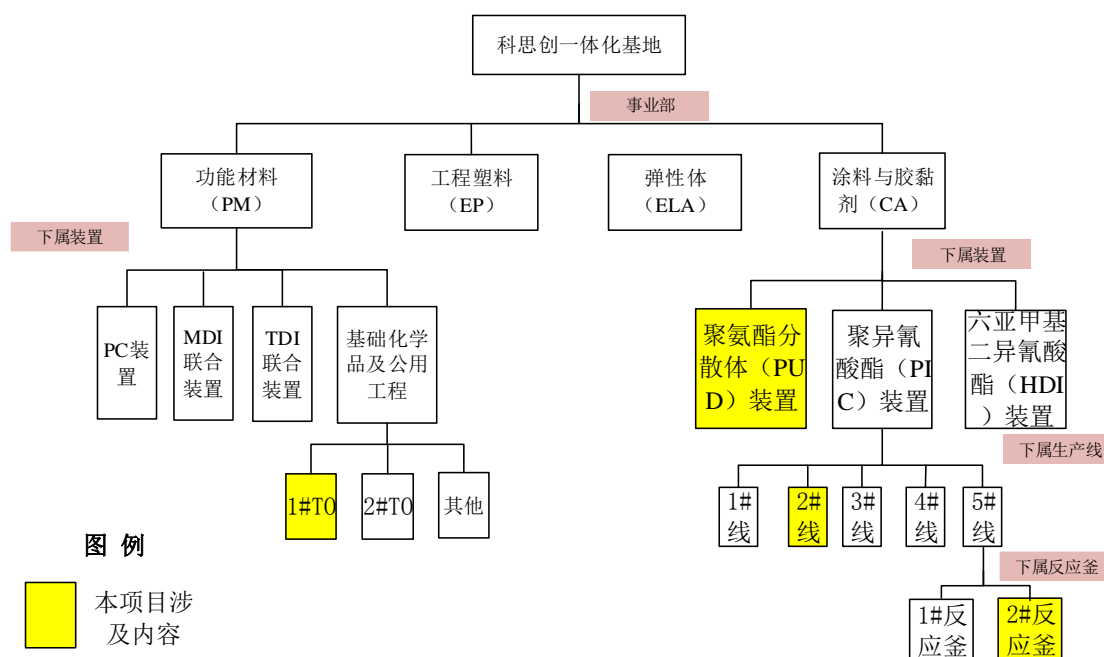 科思创一体化基地
事业部
功能材料
（PM）
工程塑料
（EP）
弹性体
（ELA）
涂料与胶黏
剂（CA）
下属装置
下属装置
PC装
置
MDI
联合
装置
TDI
联合
装置
基础化学
品及公用
工程
聚氨酯分
散体（PU
D）装置
聚异氰
酸酯（PI
C）装置
六亚甲基
二异氰酸
酯（HDI
）装置
下属生产线
1#TO
2#TO
其他
1#
线
2#
线
3#
线
4#
线
5#
线
图 例
本项目涉
及内容
下属反应釜
1#反
应釜
2#反
应釜